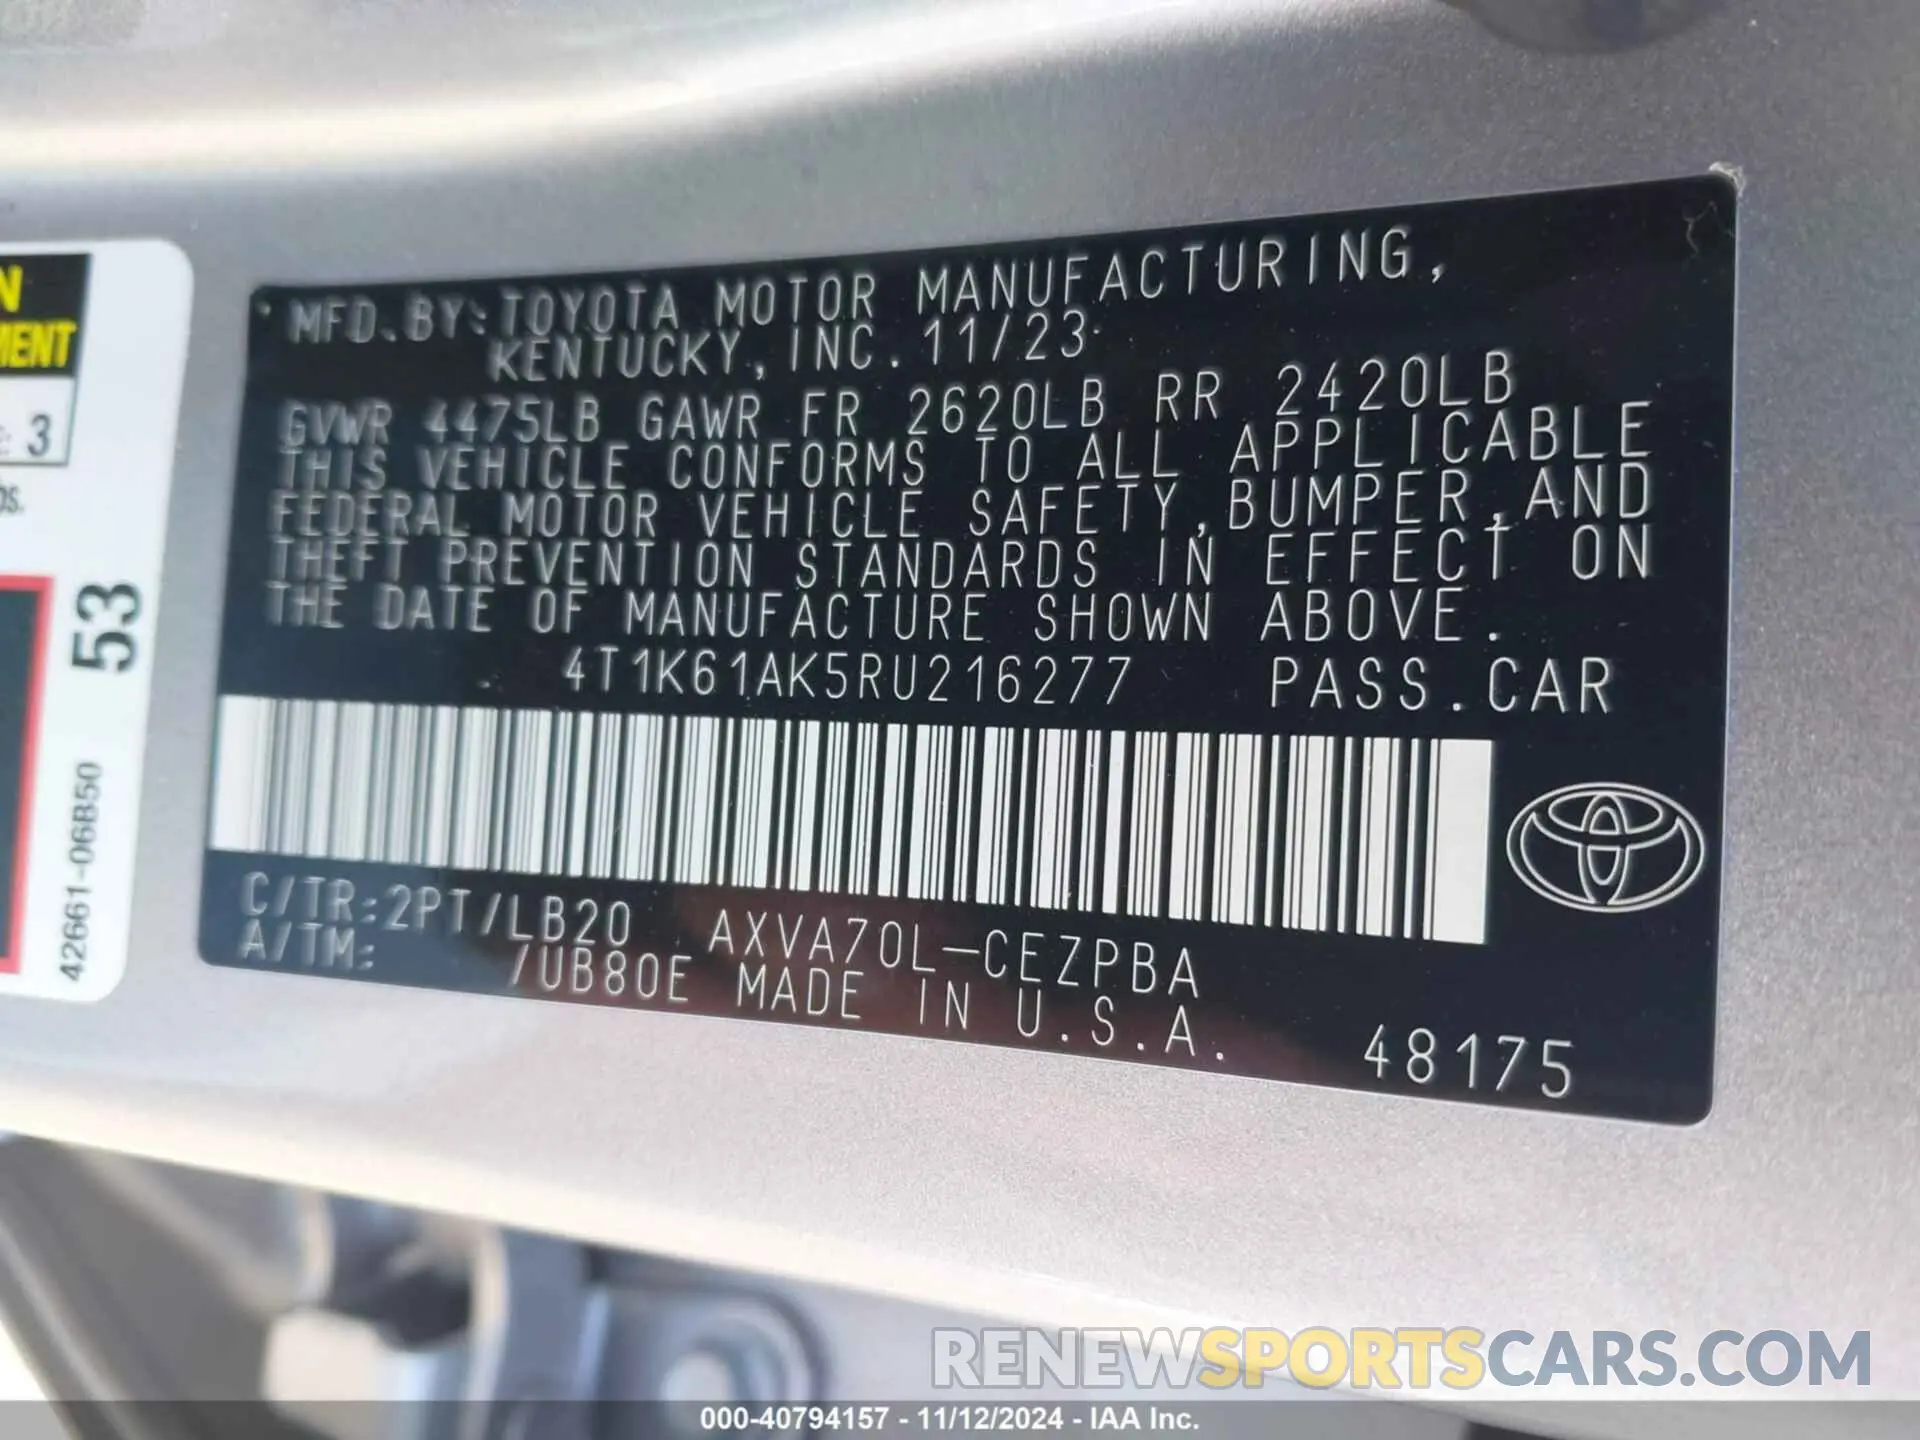 MFD. BY: TOYOTA MOTOR MANUFACTURING,
KENTUCKY, INC. 11/23
GVWR 4475LB GAWR FR 2620LB RR 2420LB
THIS VEHICLE CONFORMS TO ALL APPLICABLE
FEDERAL MOTOR VEHICLE SAFETY, BUMPER, AND
THEFT PREVENTION STANDARDS IN EFFECT ON
THE DATE OF MANUFACTURE SHOWN ABOVE.
4T1K61AK5RU216277 PASS. CAR
C/TR: 2PT/LB20 AXVA70L-CEZPBA
A/TM: /UB80E MADE IN U.S.A.
48175
3
53
42661-06B50
RENEWSPORTSCARS.COM
000-40794157 - 11/12/2024 - IAA Inc.